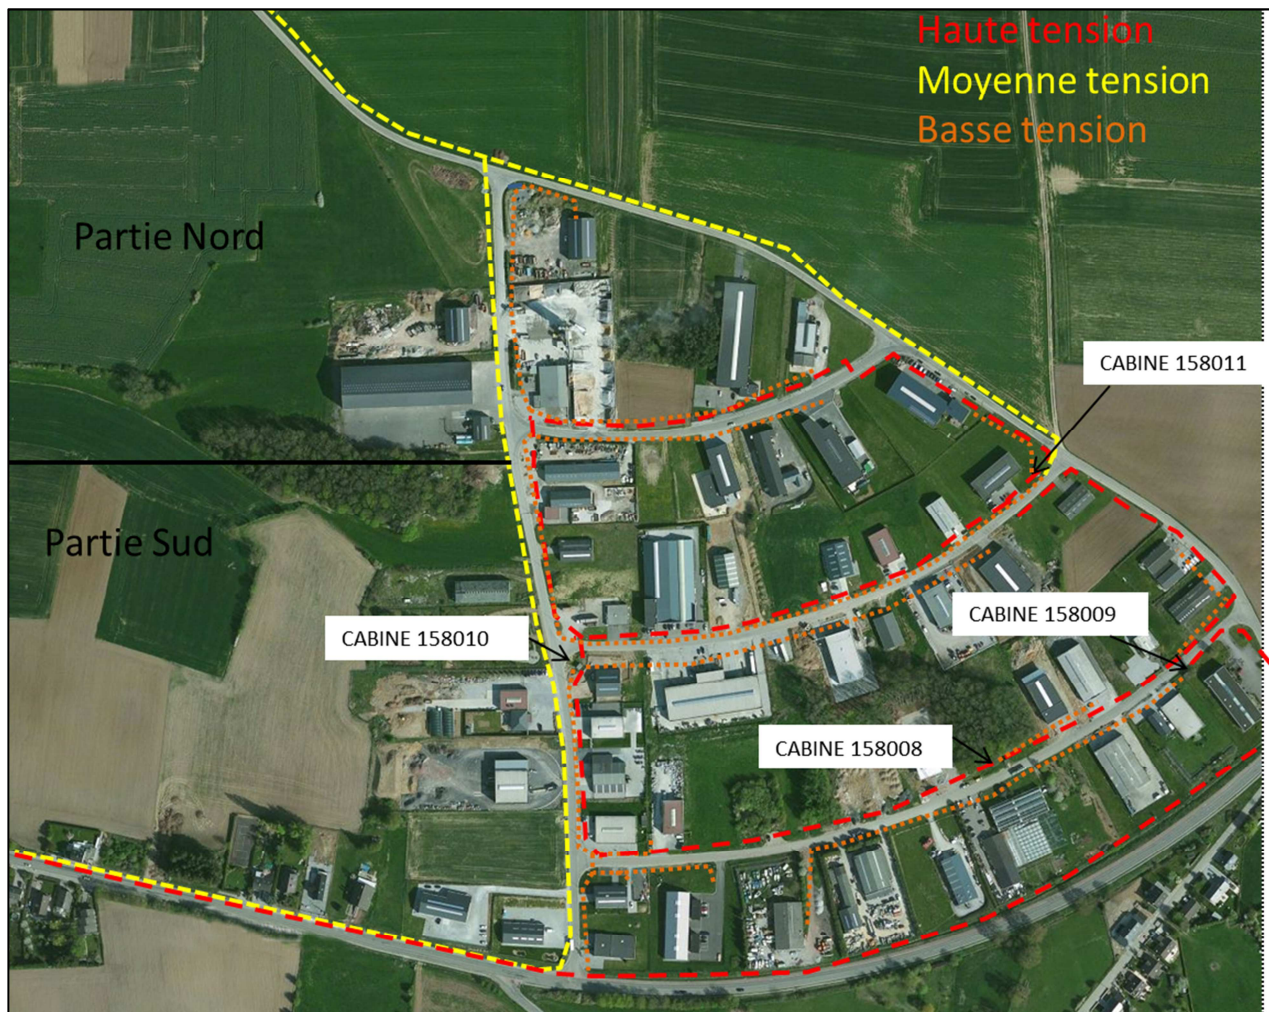 Haute tension
Moyenne tension
Basse tension
Partie Nord
CABINE 158011
Partie Sud
CABINE 158009
CABINE 158010
CABINE 158008